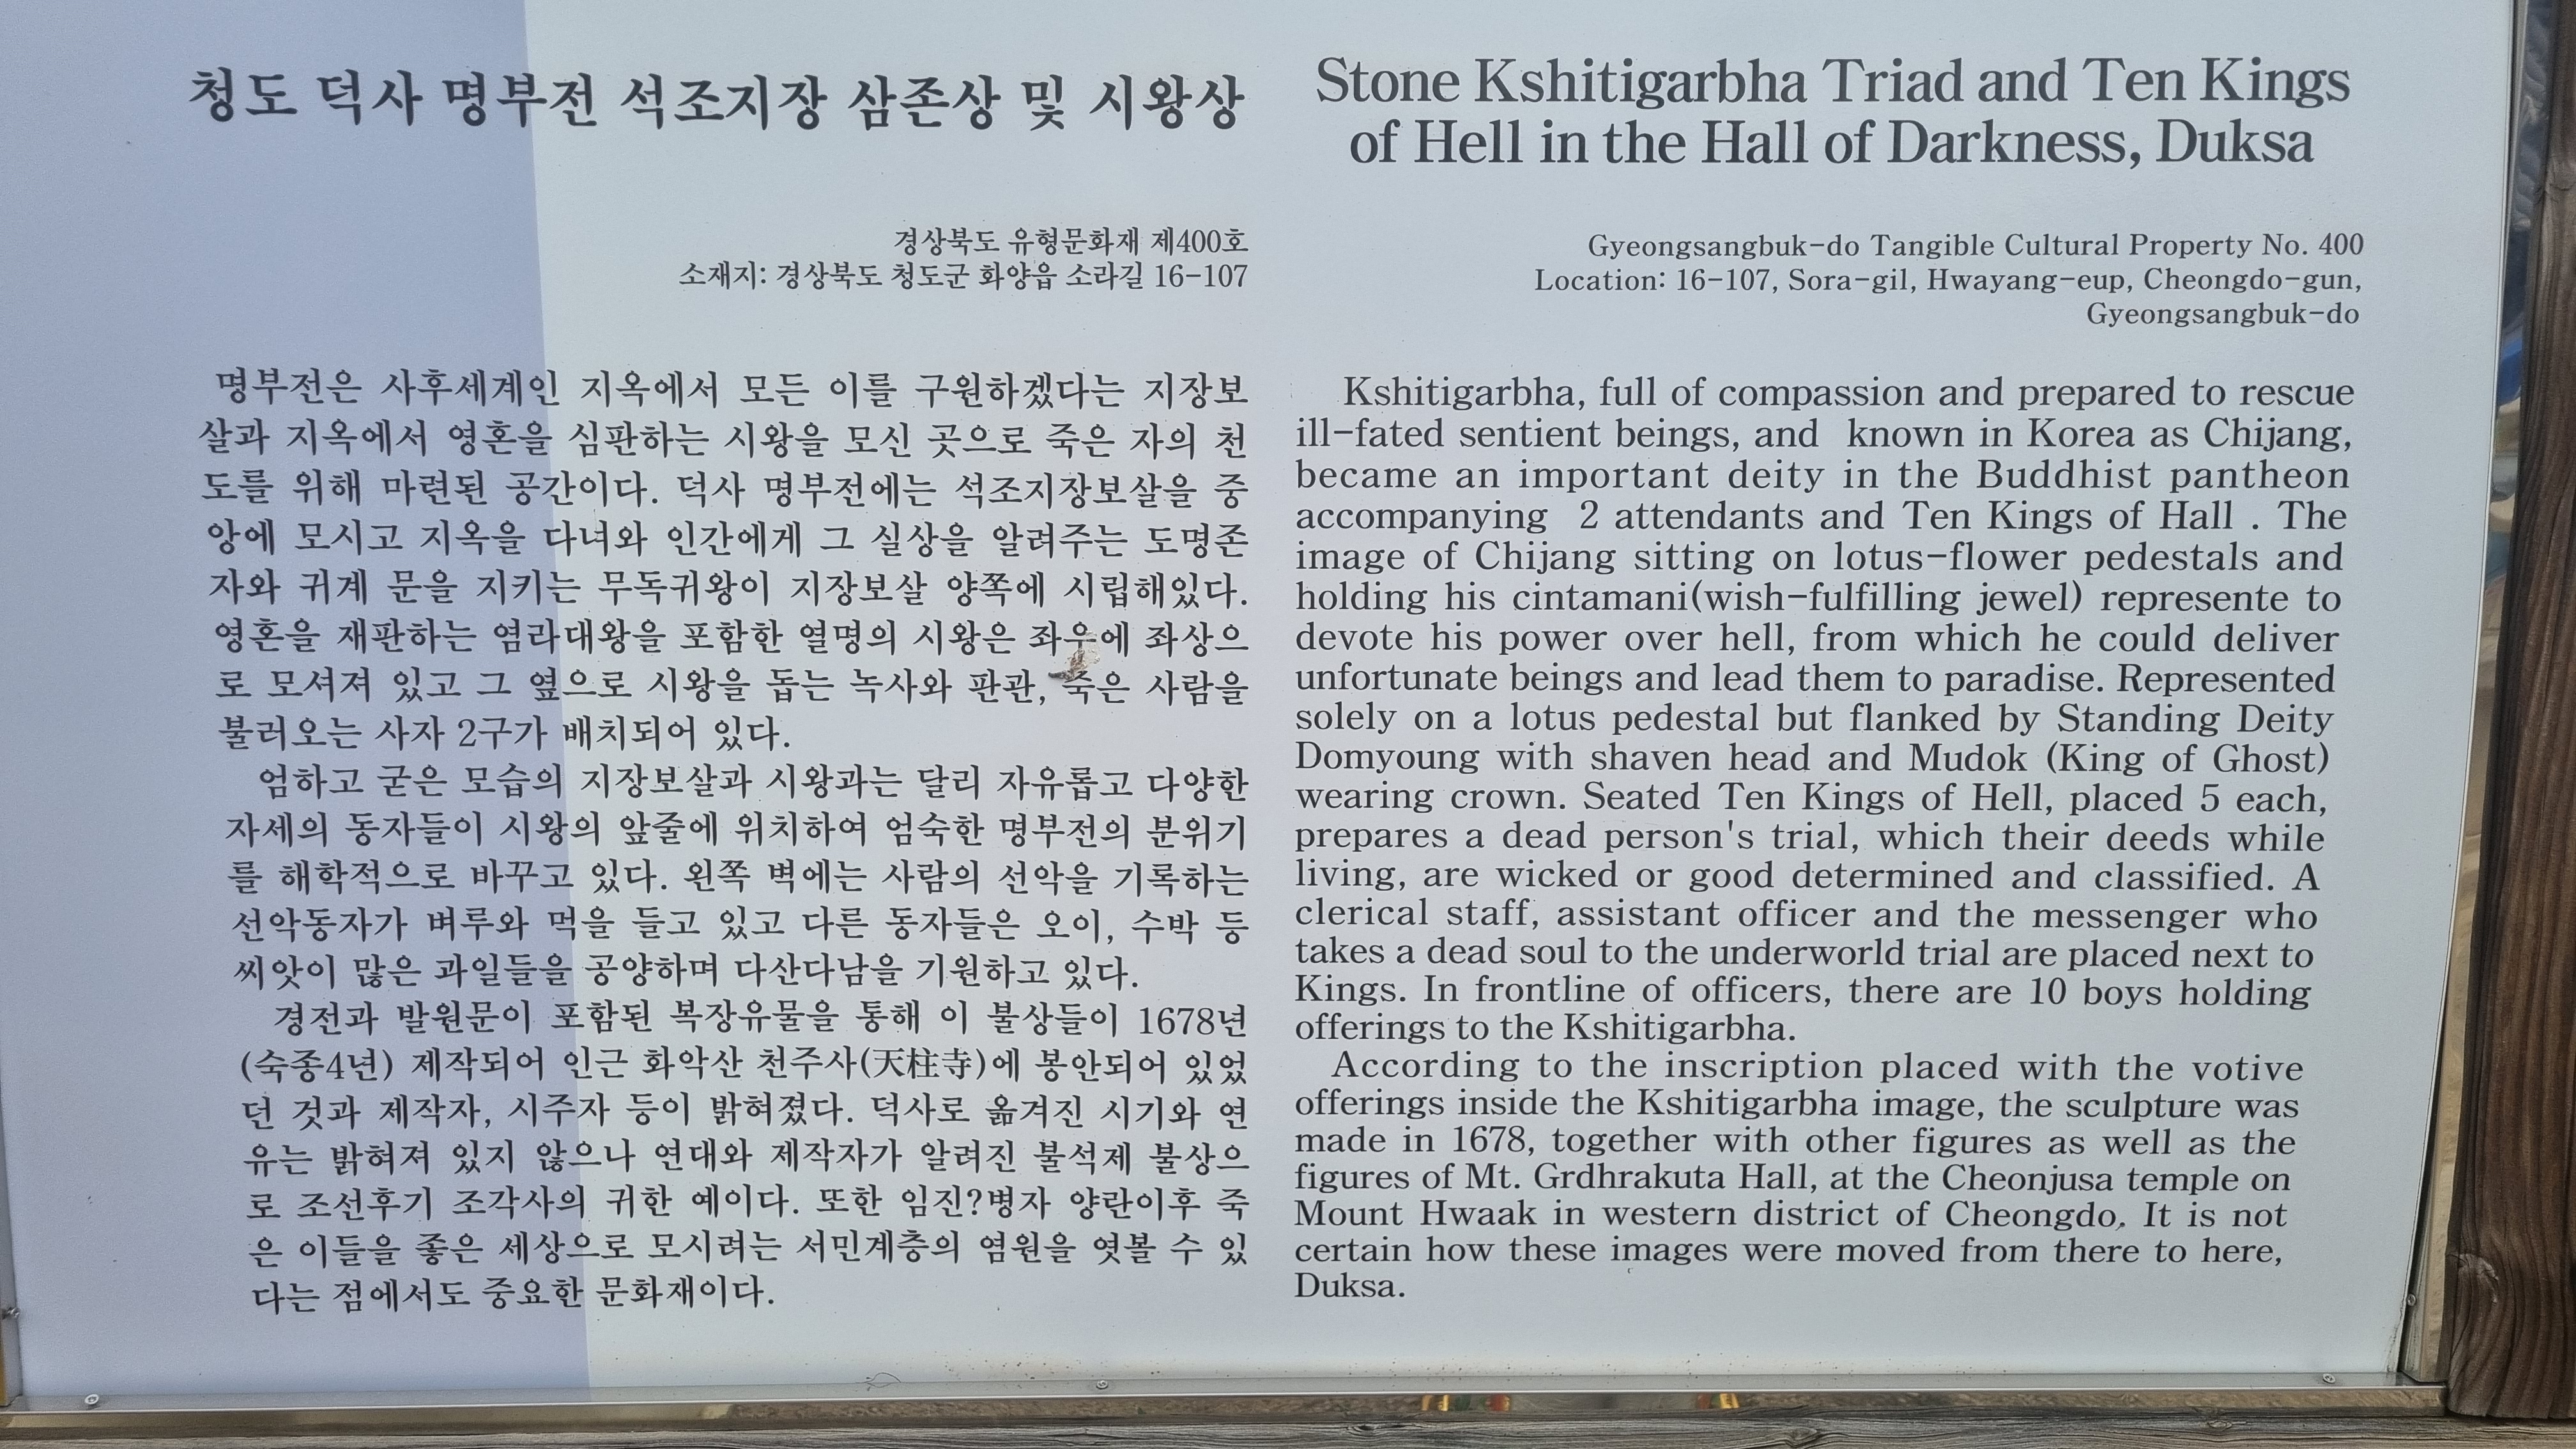 청도 덕사 명부전 석조지장 삼존상 및 시왕상
경상북도 유형문화재 제400호
소재지: 경상북도 청도군 화양읍 소라길 16-107
명부전은 사후세계인 지옥에서 모든 이를 구원하겠다는 지장보
살과 지옥에서 영혼을 심판하는 시왕을 모신 곳으로 죽은 자의 천
도를 위해 마련된 공간이다. 덕사 명부전에는 석조지장보살을 중
앙에 모시고 지옥을 다녀와 인간에게 그 실상을 알려주는 도명존
자와 귀계 문을 지키는 무독귀왕이 지장보살 양쪽에 시립해있다.
영혼을 재판하는 염라대왕을 포함한 열명의 시왕은 좌우에 좌상으
로 모셔져 있고 그 옆으로 시왕을 돕는 녹사와 판관, 죽은 사람을
불러오는 사자 2구가 배치되어 있다.
엄하고 굳은 모습의 지장보살과 시왕과는 달리 자유롭고 다양한
자세의 동자들이 시왕의 앞줄에 위치하여 엄숙한 명부전의 분위기
를 해학적으로 바꾸고 있다. 왼쪽 벽에는 사람의 선악을 기록하는
선악동자가 벼루와 먹을 들고 있고 다른 동자들은 오이, 수박 등
씨앗이 많은 과일들을 공양하며 다산다남을 기원하고 있다.
경전과 발원문이 포함된 복장유물을 통해 이 불상들이 1678년
(숙종4년) 제작되어 인근 화악산 천주사(天柱寺)에 봉안되어 있었
던 것과 제작자, 시주자 등이 밝혀졌다. 덕사로 옮겨진 시기와 연
유는 밝혀져 있지 않으나 연대와 제작자가 알려진 불석제 불상으
로 조선후기 조각사의 귀한 예이다. 또한 임진?병자 양란이후 죽
은 이들을 좋은 세상으로 모시려는 서민계층의 염원을 엿볼 수 있
다는 점에서도 중요한 문화재이다.
Stone Kshitigarbha Triad and Ten Kings
of Hell in the Hall of Darkness, Duksa
Gyeongsangbuk-do Tangible Cultural Property No. 400
Location: 16-107, Sora-gil, Hwayang-eup, Cheongdo-gun,
Gyeongsangbuk-do
Kshitigarbha, full of compassion and prepared to rescue
ill-fated sentient beings, and known in Korea as Chijang,
became an important deity in the Buddhist pantheon
accompanying 2 attendants and Ten Kings of Hall . The
image of Chijang sitting on lotus-flower pedestals and
holding his cintamani(wish-fulfilling jewel) represente to
devote his power over hell, from which he could deliver
unfortunate beings and lead them to paradise. Represented
solely on a lotus pedestal but flanked by Standing Deity
Domyoung with shaven head and Mudok (King of Ghost)
wearing crown. Seated Ten Kings of Hell, placed 5 each,
prepares a dead person's trial, which their deeds while
living, are wicked or good determined and classified. A
clerical staff, assistant officer and the messenger who
takes a dead soul to the underworld trial are placed next to
Kings. In frontline of officers, there are 10 boys holding
offerings to the Kshitigarbha.
According to the inscription placed with the votive
offerings inside the Kshitigarbha image, the sculpture was
made in 1678, together with other figures as well as the
figures of Mt. Grdhrakuta Hall, at the Cheonjusa temple on
Mount Hwaak in western district of Cheongdo. It is not
certain how these images were moved from there to here,
Duksa.